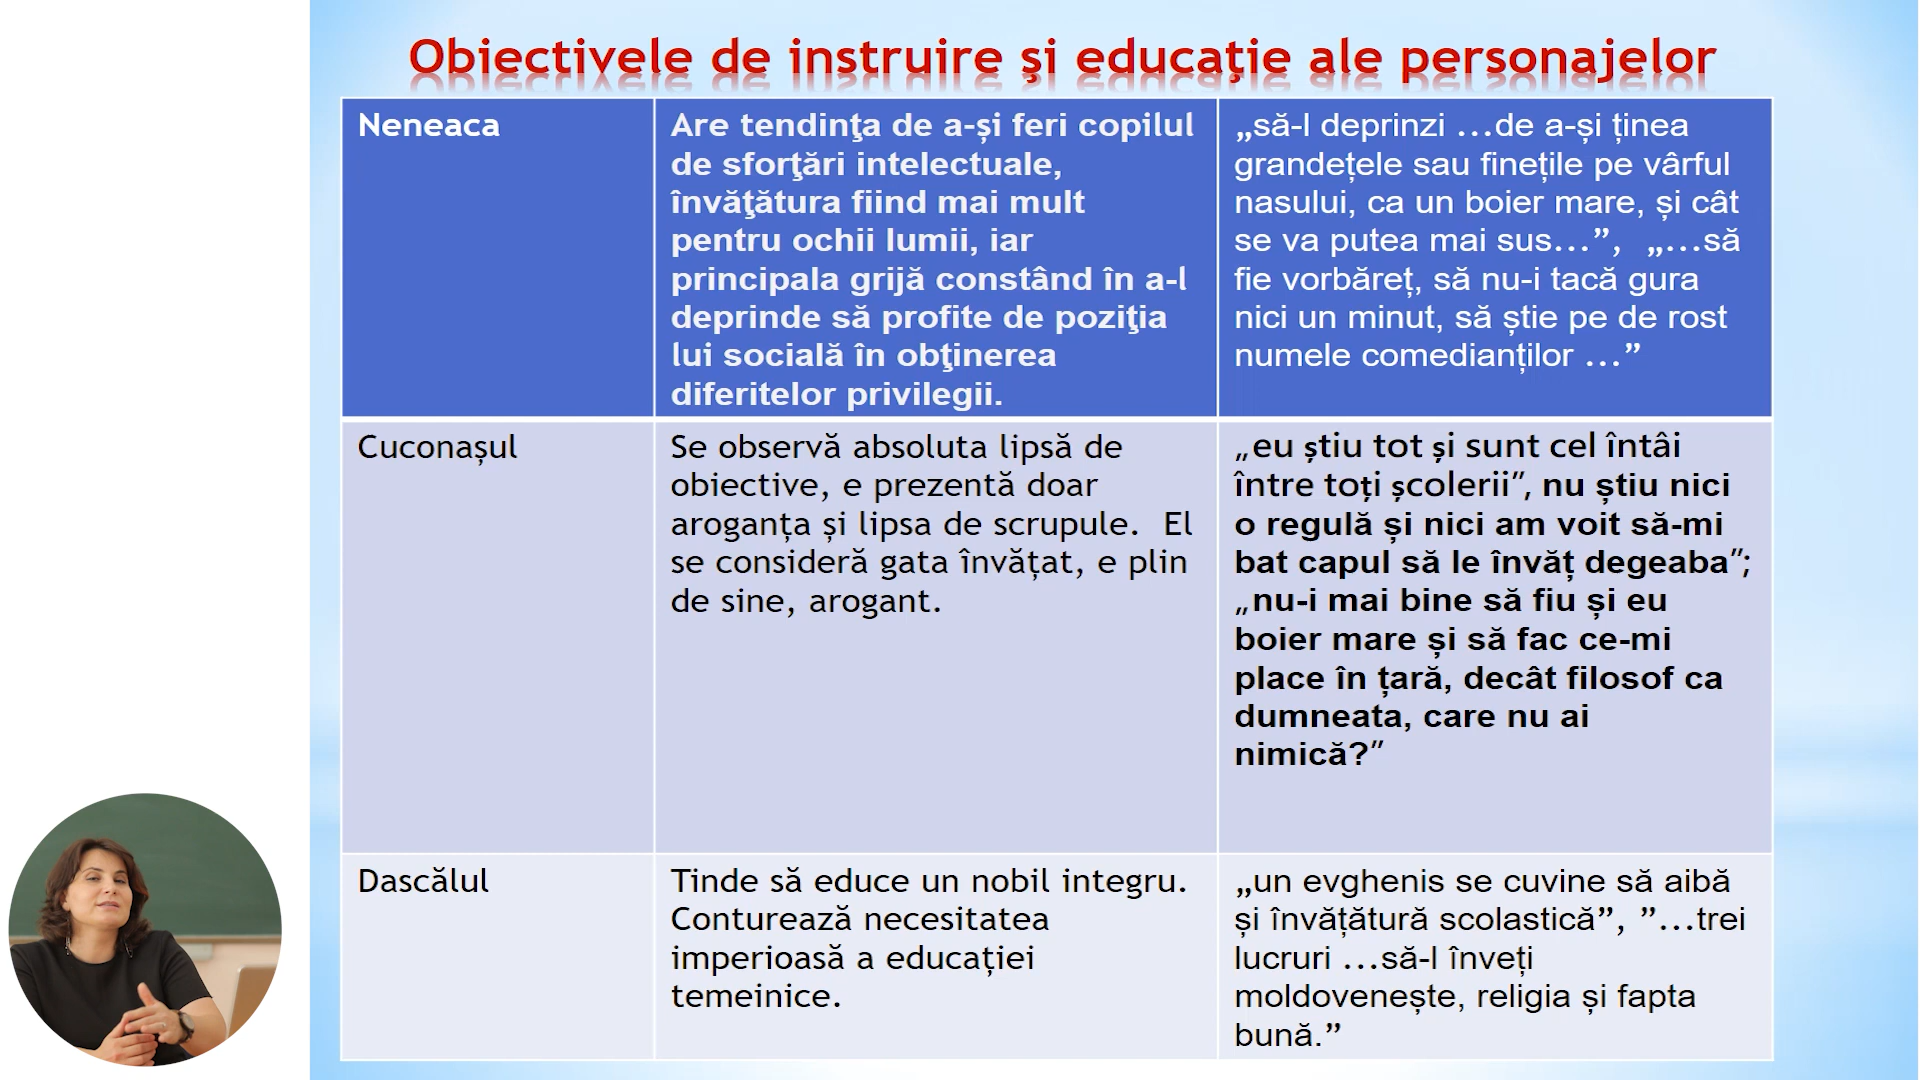 Obiectivele de instruire şi educaţie ale personajelor
Neneaca
Are tendinţa de a-și feri copilul
de sforţări intelectuale,
învăţătura fiind mai mult
pentru ochii lumii, iar
principala grijă constând în a-l
deprinde să profite de poziţia
lui socială în obţinerea
diferitelor privilegii.
„să-l deprinzi …de a-și ținea
grandețele sau finețile pe vârful
nasului, ca un boier mare, și cât
se va putea mai sus…”, „…să
fie vorbăreț, să nu-i tacă gura
nici un minut, să știe pe de rost
numele comedianților …”
Cuconașul
Se observă absoluta lipsă de
obiective, e prezentă doar
aroganța și lipsa de scrupule. El
se consideră gata învățat, e plin
de sine, arogant.
„eu știu tot și sunt cel întâi
între toți școlerii”, nu știu nici
o regulă și nici am voit să-mi
bat capul să le învăț degeaba”;
„nu-i mai bine să fiu și eu
boier mare și să fac ce-mi
place în țară, decât filosof ca
dumneata, care nu ai
nimică?”
Dascălul
Tinde să educe un nobil integru.
Conturează necesitatea
imperioasă a educației
temeinice.
„un evghenis se cuvine să aibă
și învățătură scolastică”, ”…trei
lucruri …să-l înveți
moldovenește, religia și fapta
bună.”